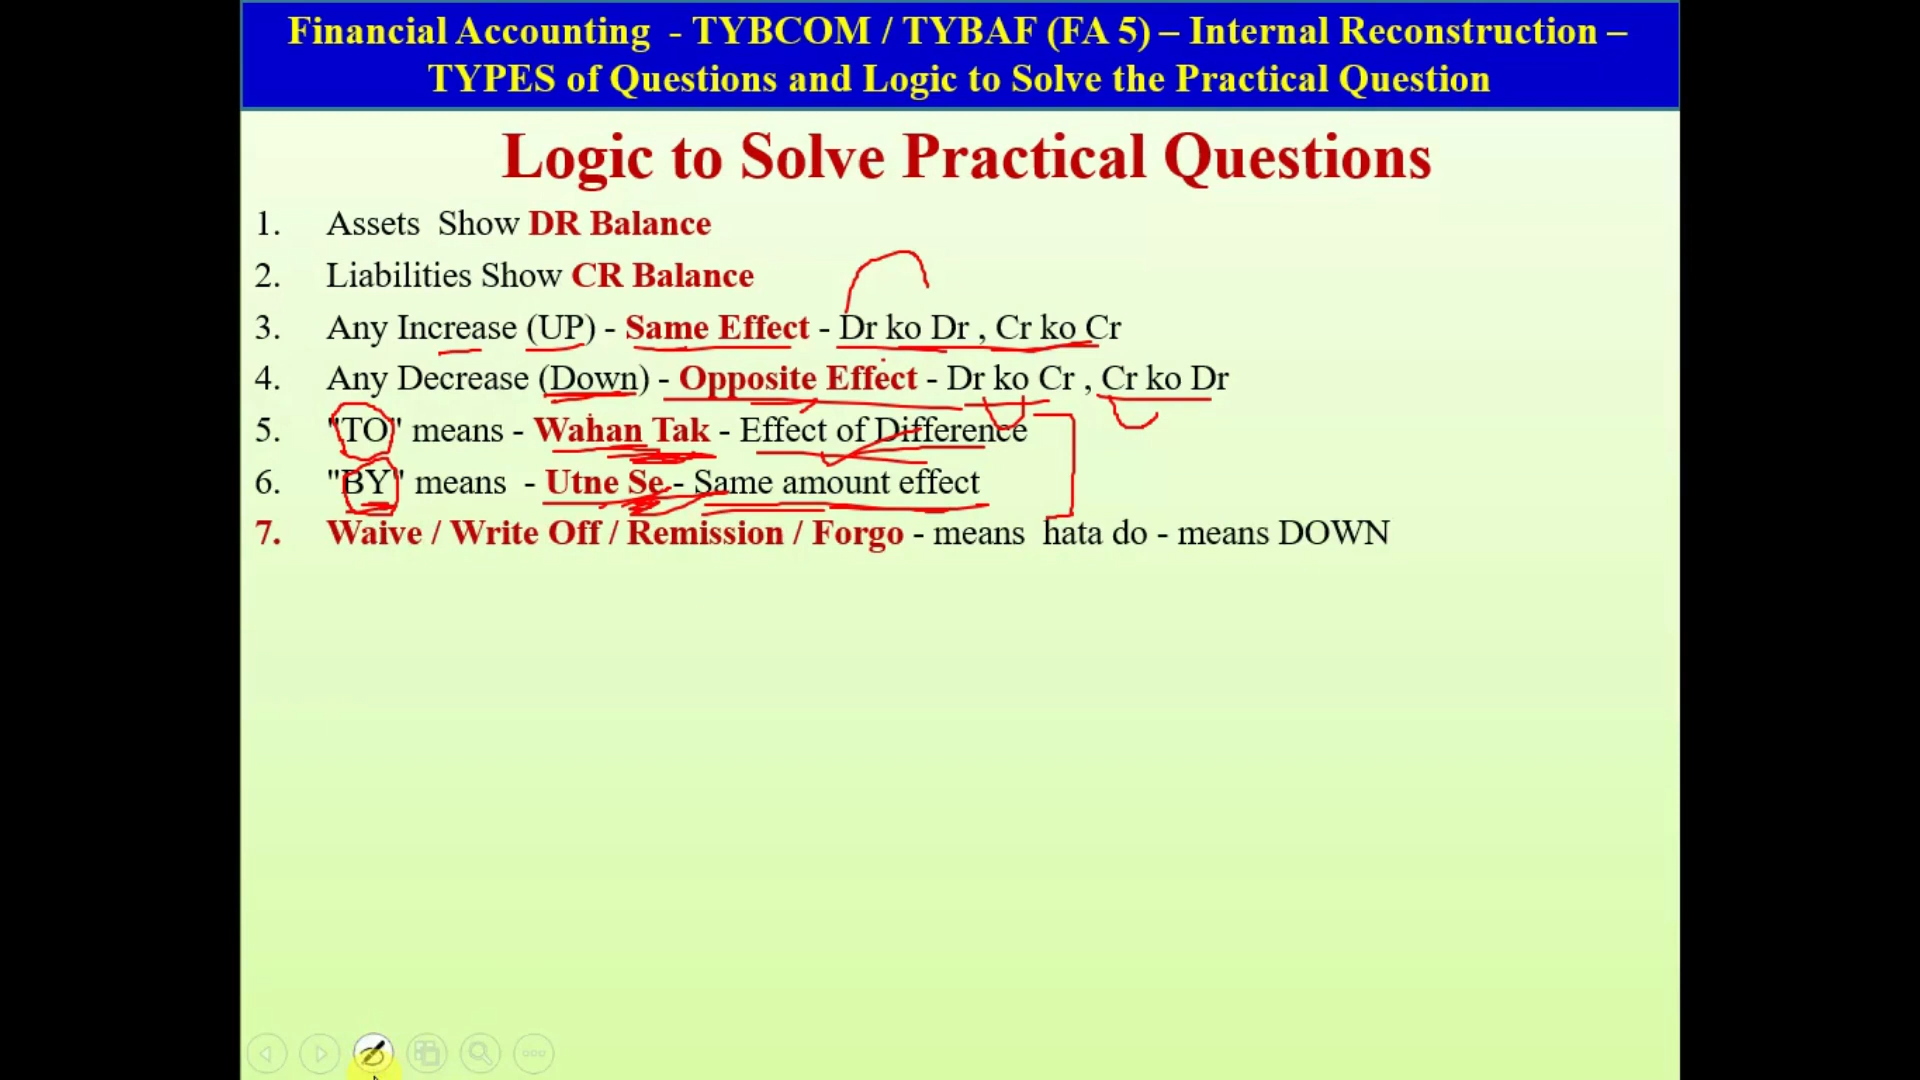 Financial Accounting - TYBCOM / TYBAF (FA 5) – Internal Reconstruction –
TYPES of Questions and Logic to Solve the Practical Question
Logic to Solve Practical Questions
1. Assets Show DR Balance
2. Liabilities Show CR Balance
3. Any Increase (UP) - Same Effect - Dr ko Dr , Cr ko Cr
4. Any Decrease (Down) - Opposite Effect - Dr ko Cr , Cr ko Dr
5. "TO" means - Wahan Tak - Effect of Difference
6. "BY" means - Utne Se - Same amount effect
7. Waive / Write Off / Remission / Forgo - means hata do - means DOWN